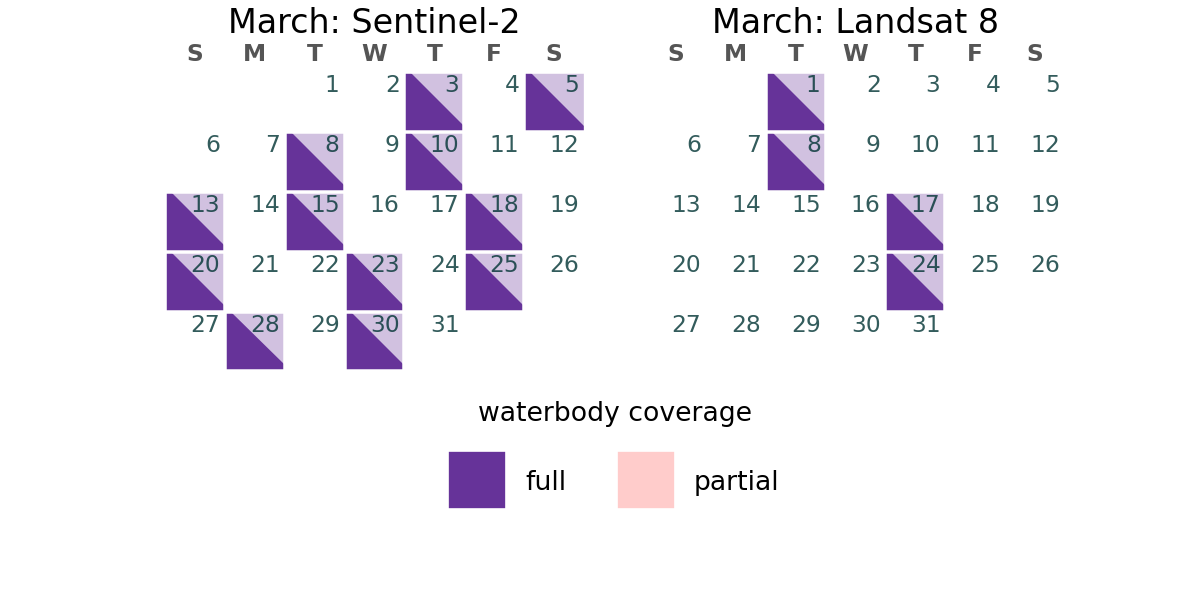 March: Sentinel-2
S M T W T F S
1 2 3 4 5
6 7 8 9 10 11 12
13 14 15 16 17 18 19
20 21 22 23 24 25 26
27 28 29 30 31
March: Landsat 8
S M T W T F S
1 2 3 4 5
6 7 8 9 10 11 12
13 14 15 16 17 18 19
20 21 22 23 24 25 26
27 28 29 30 31
waterbody coverage
full partial